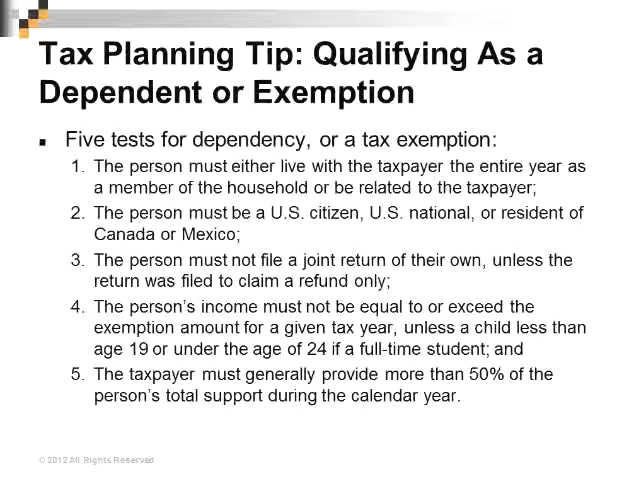 Tax Planning Tip: Qualifying As a
Dependent or Exemption
Five tests for dependency, or a tax exemption:
1. The person must either live with the taxpayer the entire year as
a member of the household or be related to the taxpayer;
2. The person must be a U.S. citizen, U.S. national, or resident of
Canada or Mexico;
3. The person must not file a joint return of their own, unless the
return was filed to claim a refund only;
4. The person's income must not be equal to or exceed the
exemption amount for a given tax year, unless a child less than
age 19 or under the age of 24 if a full-time student; and
5. The taxpayer must generally provide more than 50% of the
person's total support during the calendar year.
© 2012 All Rights Reserved